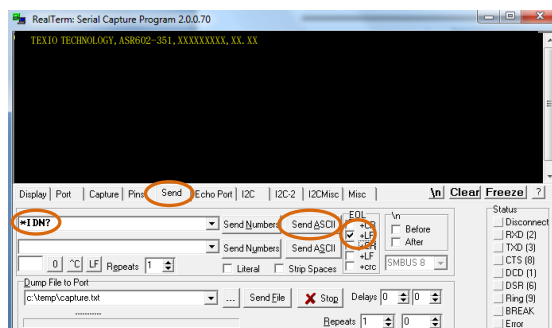 RealTerm: Serial Capture Program 2.0.0.70
TEXIO TECHNOLOGY, ASR602-351, XXXXXXXXX, XX. XX
Display Port Capture Pins Send Echo Port I2C I2C-2 I2CMisc Misc \n Clear Freeze ?
*IDN? Send Numbers Send ASCII
EOL
+CR
+LF
+CR
+LF
+crc
\n
Before
After
SMBUS 8
Send Numbers Send ASCII
0 ^C LF Repeats 1 Literal Strip Spaces
Dump File to Port
c:\temp\capture.txt ... Send File X Stop Delays 0 0
Repeats 1 0
Status
Disconnect
RXD (2)
TXD (3)
CTS (8)
DCD (1)
DSR (6)
Ring (9)
BREAK
Error